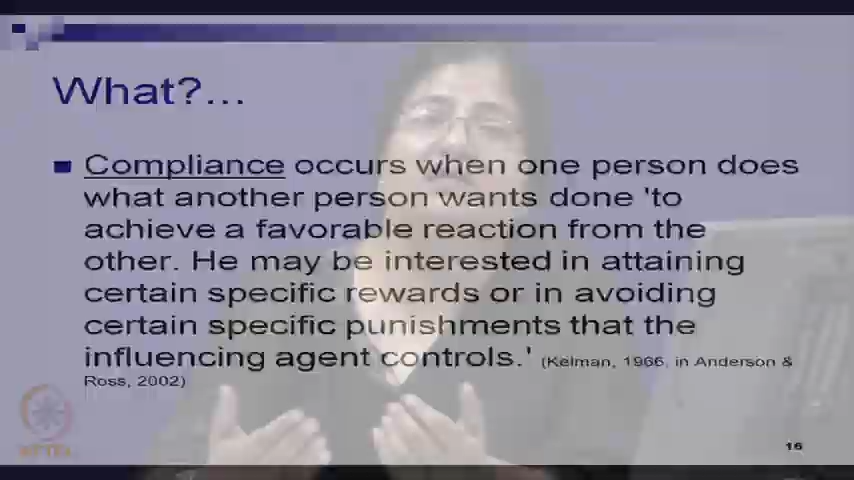 What?...
Compliance occurs when one person does
what another person wants done 'to
achieve a favorable reaction from the
other. He may be interested in attaining
certain specific rewards or in avoiding
certain specific punishments that the
influencing agent controls.' (Kelman, 1966, in Anderson &
Ross, 2002)
NPTEL
16